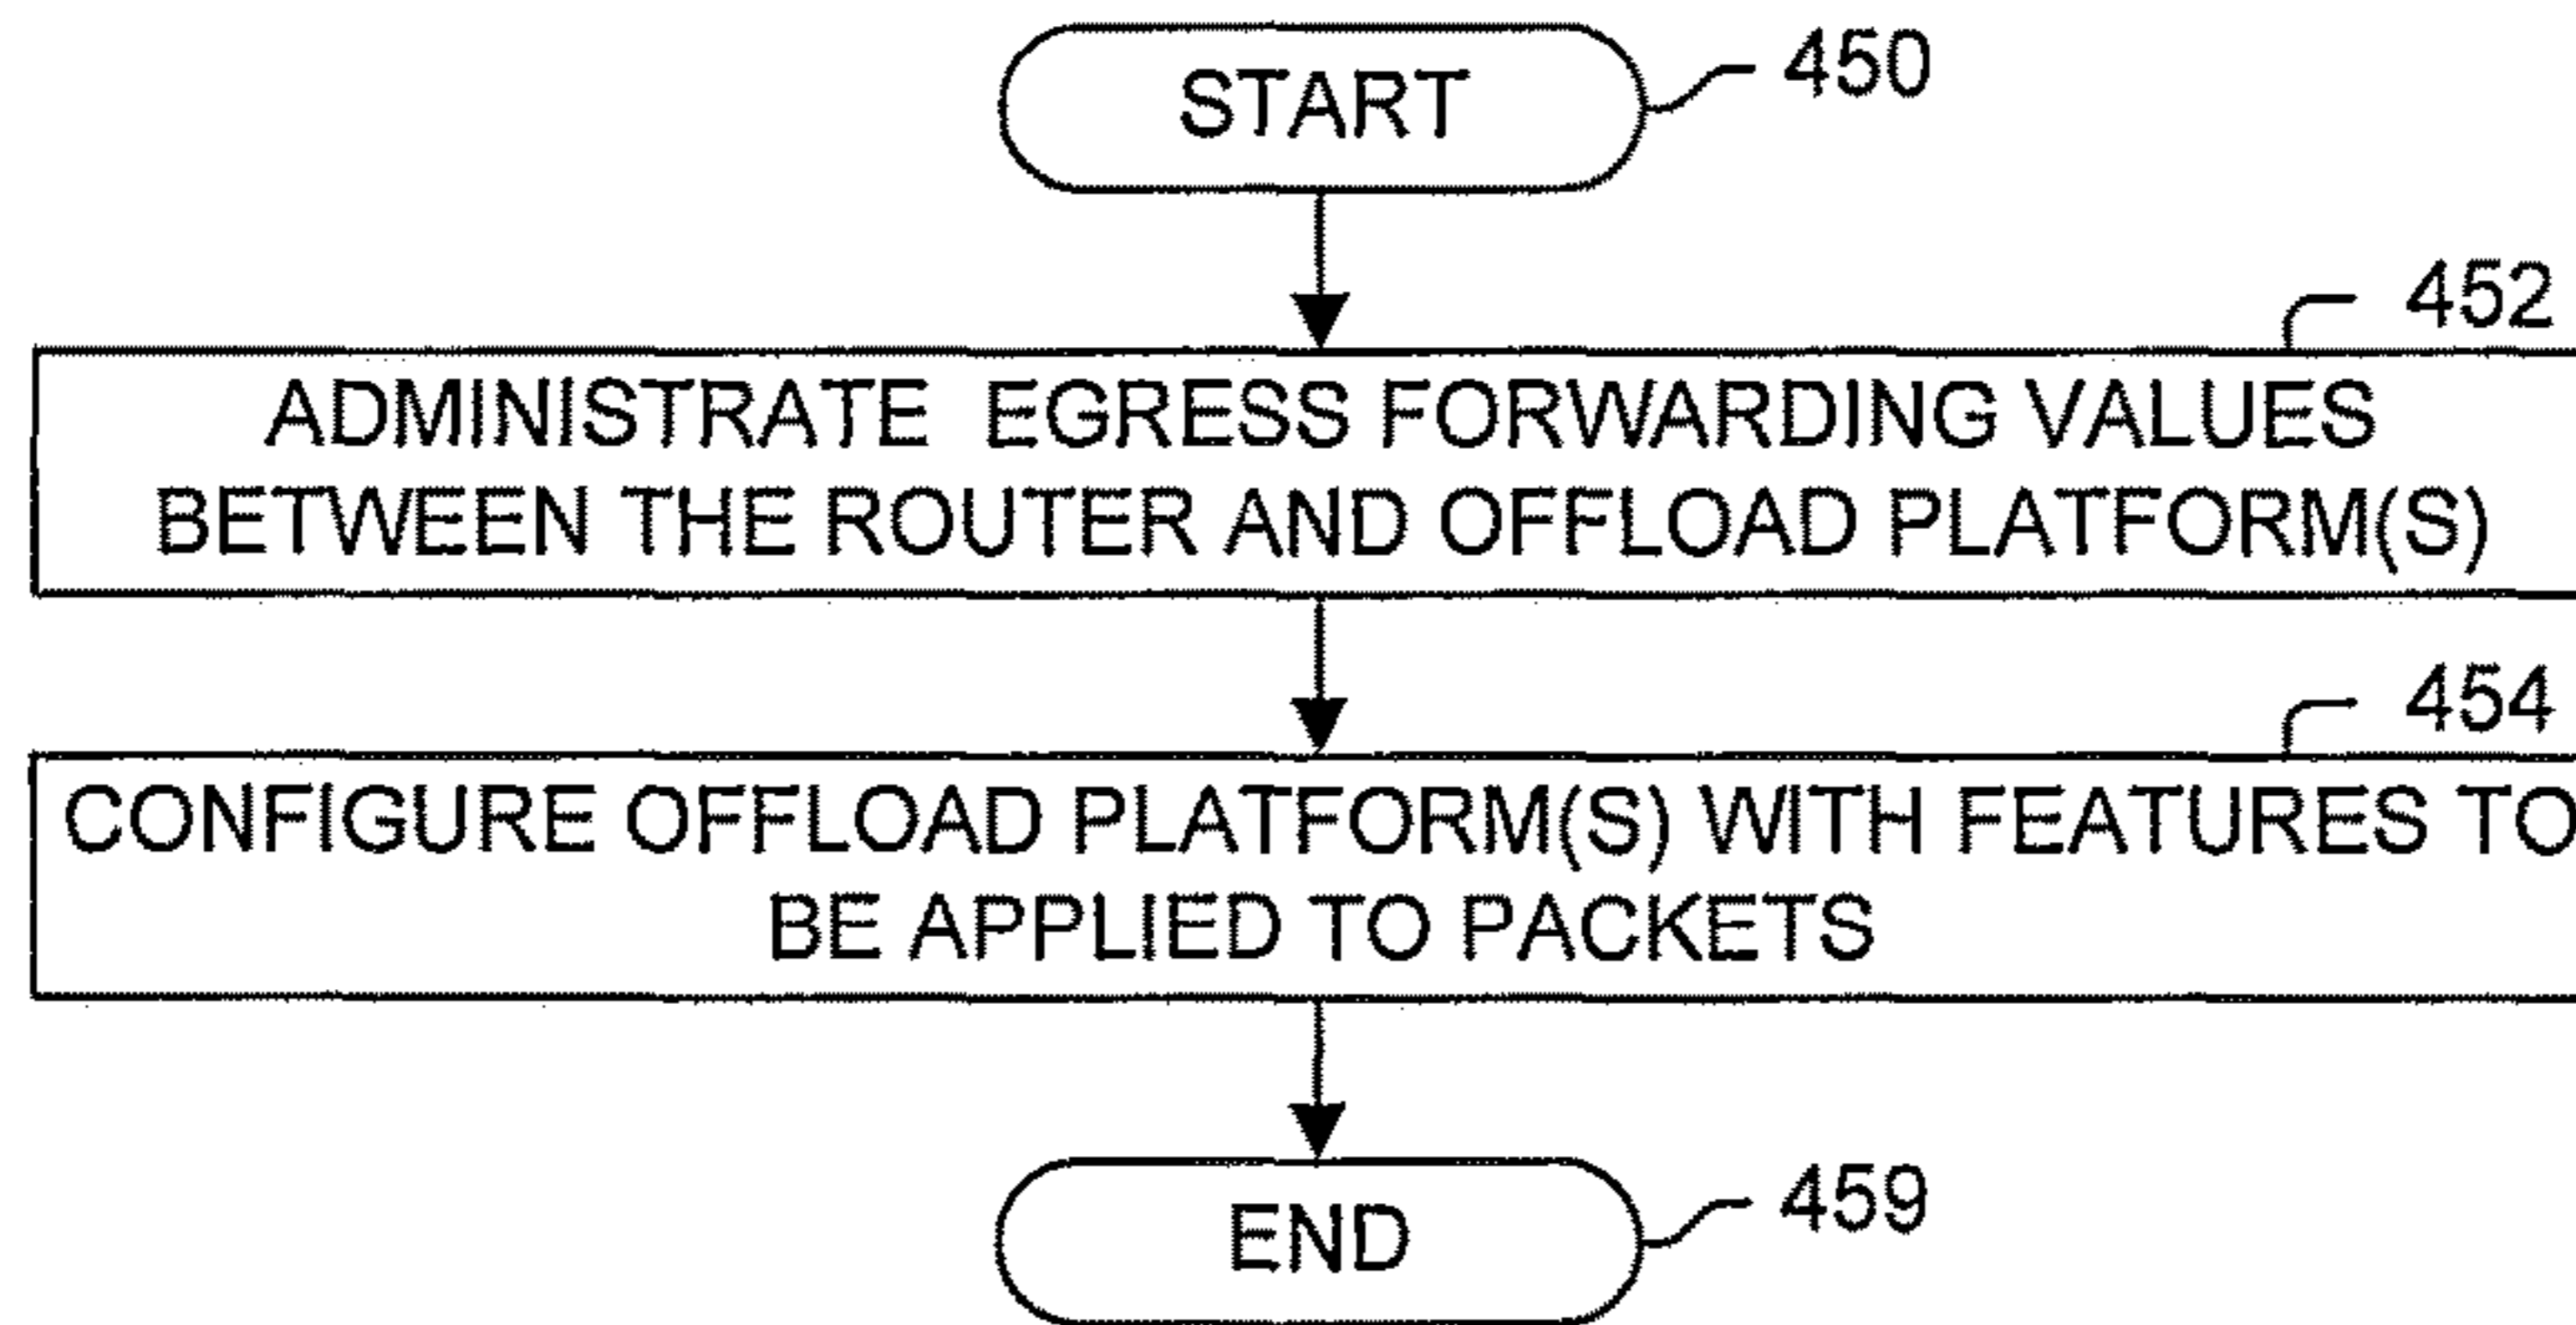 START
450
452
ADMINISTRATE EGRESS FORWARDING VALUES
BETWEEN THE ROUTER AND OFFLOAD PLATFORM(S)
454
CONFIGURE OFFLOAD PLATFORM(S) WITH FEATURES TO
BE APPLIED TO PACKETS
END
459